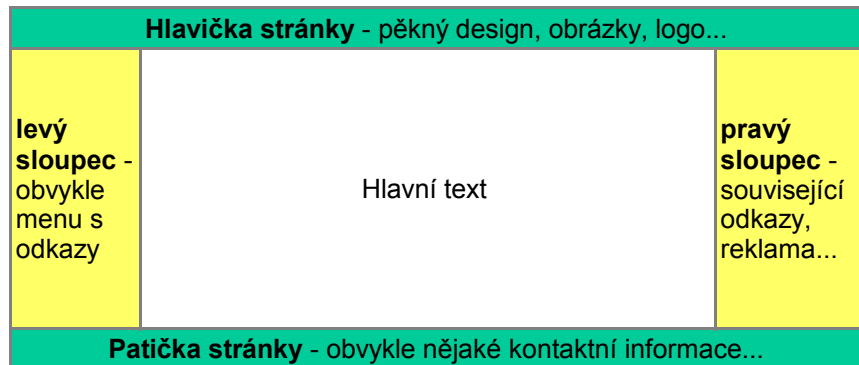 Hlavička stránky - pěkný design, obrázky, logo...
levý
sloupec -
obvykle
menu s
odkazy
Hlavní text
pravý
sloupec -
související
odkazy,
reklama...
Patička stránky - obvykle nějaké kontaktní informace...